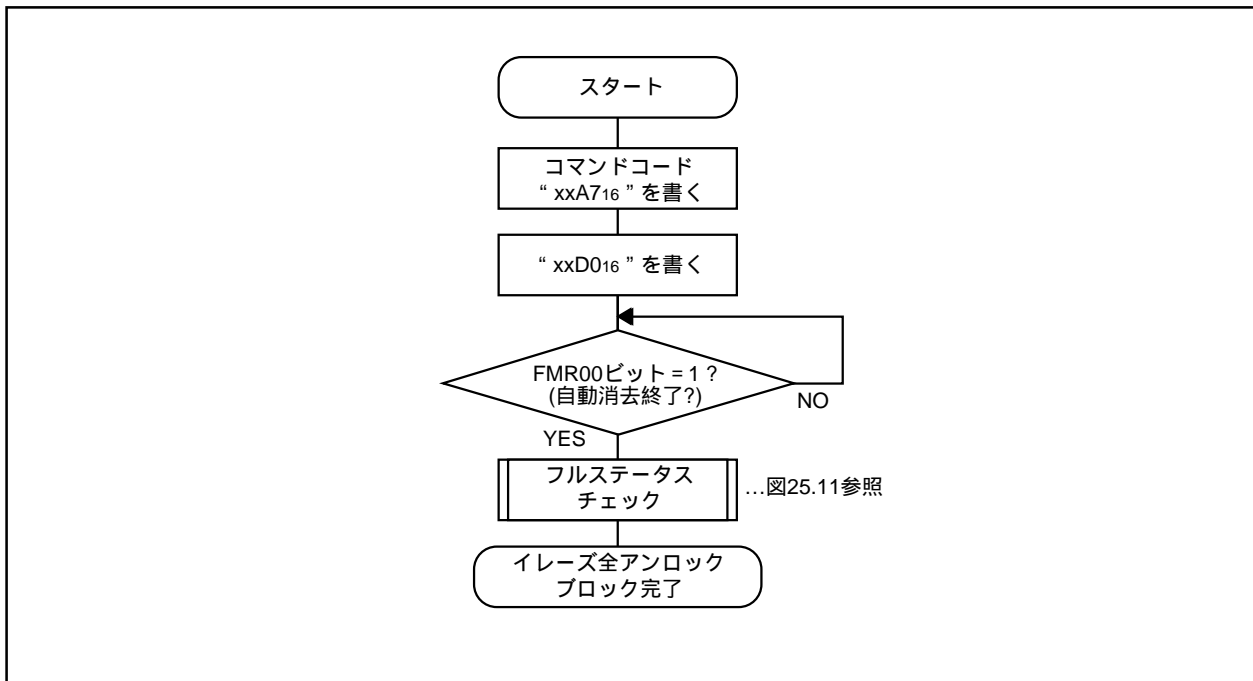 スタート
コマンドコード
“ xxA716 ” を書く
“ xxD016 ” を書く
FMR00ビット = 1 ?
(自動消去終了?)
NO
YES
フルステータス
チェック
…図25.11参照
イレーズ全アンロック
ブロック完了